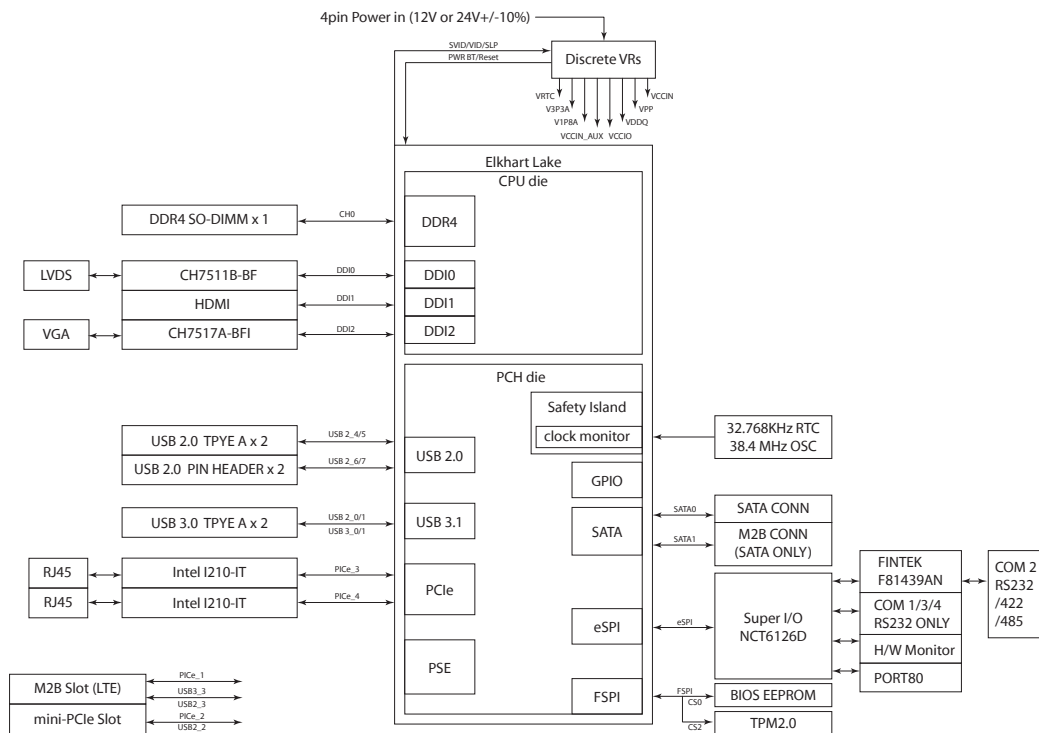 4pin Power in (12V or 24V+/-10%)
SVID/VID/SLP
PWR BT/Reset
Discrete VRs
VRTC
V3P3A
V1P8A
VCCIN_AUX
VCCIO
VDDQ
VPP
VCCIN
Elkhart Lake
CPU die
DDR4 SO-DIMM x 1
CH0
DDR4
LVDS
CH7511B-BF
DDI0
DDI0
HDMI
DDI1
DDI1
VGA
CH7517A-BFI
DDI2
DDI2
PCH die
Safety Island
clock monitor
32.768KHz RTC
38.4 MHz OSC
USB 2.0 TPYE A x 2
USB 2_4/5
USB 2.0 PIN HEADER x 2
USB 2_6/7
USB 2.0
GPIO
USB 3.0 TPYE A x 2
USB 2_0/1
USB 3_0/1
USB 3.1
SATA
SATA0
SATA CONN
SATA1
M2B CONN
(SATA ONLY)
RJ45
Intel I210-IT
PICe_3
RJ45
Intel I210-IT
PICe_4
PCIe
eSPI
eSPI
Super I/O
NCT6126D
FINTEK
F81439AN
COM 1/3/4
RS232 ONLY
H/W Monitor
PORT80
COM 2
RS232
/422
/485
PSE
FSPI
FSPI
CS0
BIOS EEPROM
CS2
TPM2.0
M2B Slot (LTE)
PICe_1
USB3_3
USB2_3
mini-PCIe Slot
PICe_2
USB2_2